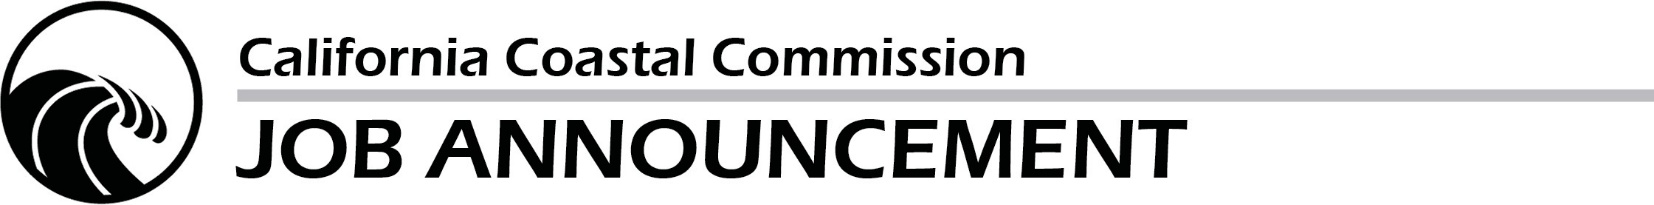 California Coastal Commission
JOB ANNOUNCEMENT